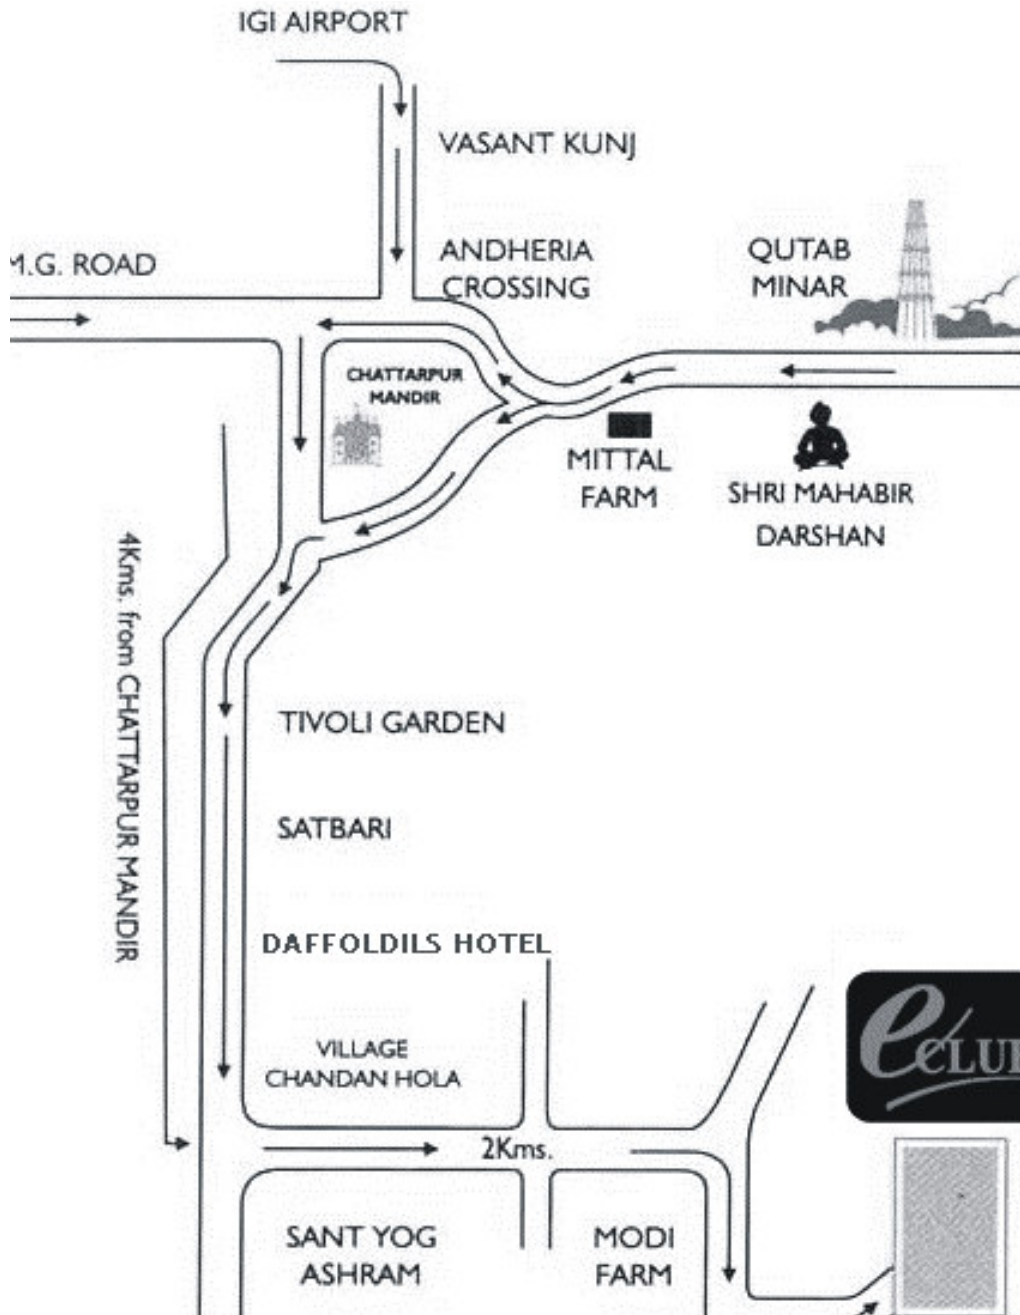 IGI AIRPORT
VASANT KUNJ
M.G. ROAD
ANDHERIA
CROSSING
QUTAB
MINAR
CHATTARPUR
MANDIR
MITTAL
FARM
SHRI MAHABIR
DARSHAN
4Kms. from CHATTARPUR MANDIR
TIVOLI GARDEN
SATBARI
DAFFOLDILS HOTEL
VILLAGE
CHANDAN HOLA
eCLUB
2Kms.
SANT YOG
ASHRAM
MODI
FARM